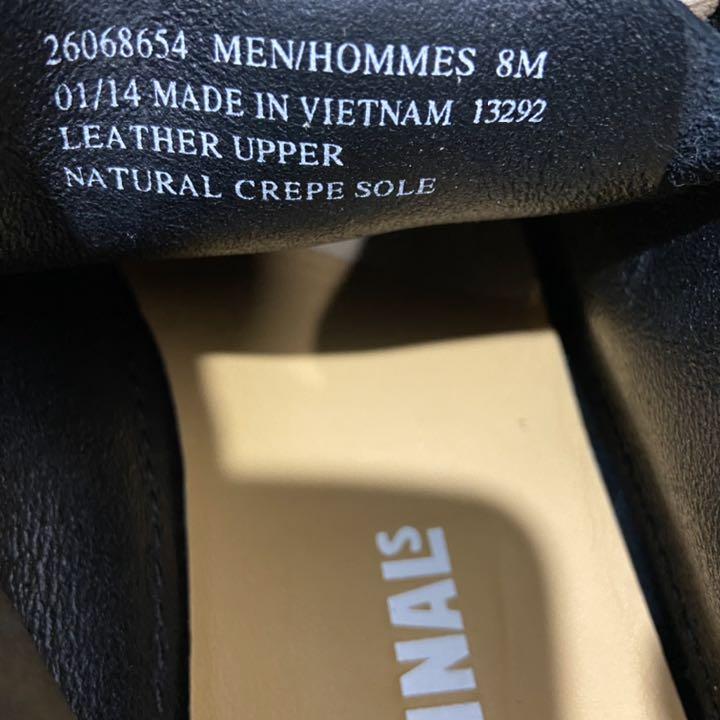 26068654 MEN/HOMMES 8M
01/14 MADE IN VIETNAM 13292
LEATHER UPPER
NATURAL CREPE SOLE
INALS